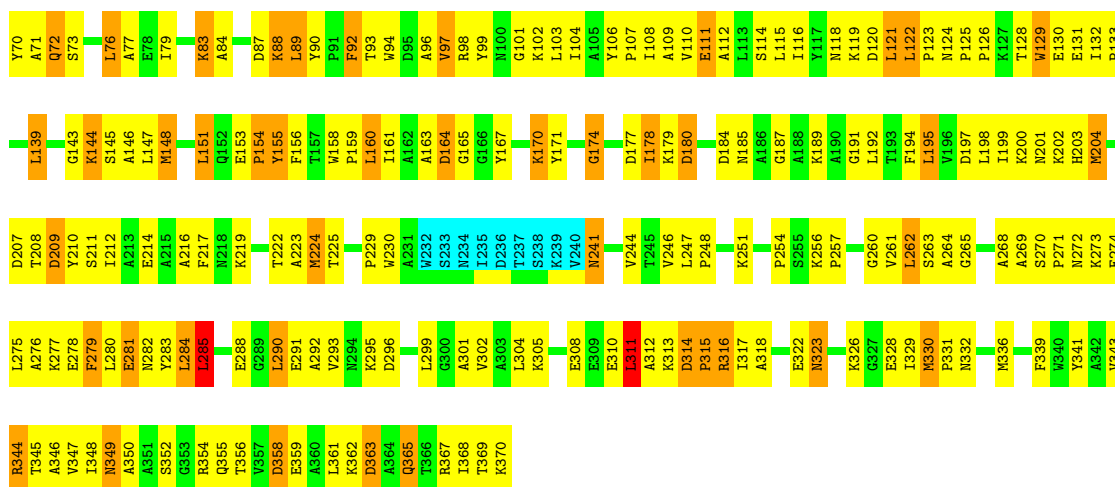 Y70 A71 Q72 S73 L76 A77 E78 I79 K83 A84 D87 K88 L89 Y90 P91 F92 T93 W94 D95 A96 V97 R98 Y99 N100 G101 K102 L103 I104 A105 Y106 P107 I108 A109 V110 E111 A112 L113 S114 L115 I116 Y117 N118 K119 D120 L121 L122 P123 N124 P125 P126 K127 T128 W129 E130 E131 I132 P133
L139 G143 K144 S145 A146 L147 M148 L151 Q152 E153 P154 Y155 F156 T157 W158 P159 L160 I161 A162 A163 D164 G165 G166 Y167 K170 Y171 G174 D177 I178 K179 D180 D184 N185 A186 G187 A188 K189 A190 G191 L192 T193 F194 L195 V196 D197 L198 I199 K200 N201 K202 H203 M204
D207 T208 D209 Y210 S211 I212 A213 E214 A215 A216 F217 N218 K219 T222 A223 M224 T225 P229 W230 A231 W232 S233 N234 I235 D236 T237 S238 K239 V240 N241 V244 T245 V246 L247 P248 K251 P254 S255 K256 P257 G260 V261 L262 S263 A264 G265 A268 A269 S270 P271 N272 K273 E274
L275 A276 K277 E278 F279 L280 E281 N282 Y283 L284 L285 E288 G289 L290 E291 A292 V293 N294 K295 D296 L299 G300 A301 V302 A303 L304 K305 E308 E309 E310 L311 A312 K313 D314 P315 R316 I317 A318 E322 N323 K326 G327 E328 I329 M330 P331 N332 M336 F339 W340 Y341 A342 V343
R344 T345 A346 V347 I348 N349 A350 A351 S352 G353 R354 Q355 T356 V357 D358 E359 A360 L361 K362 D363 A364 Q365 T366 R367 I368 T369 K370